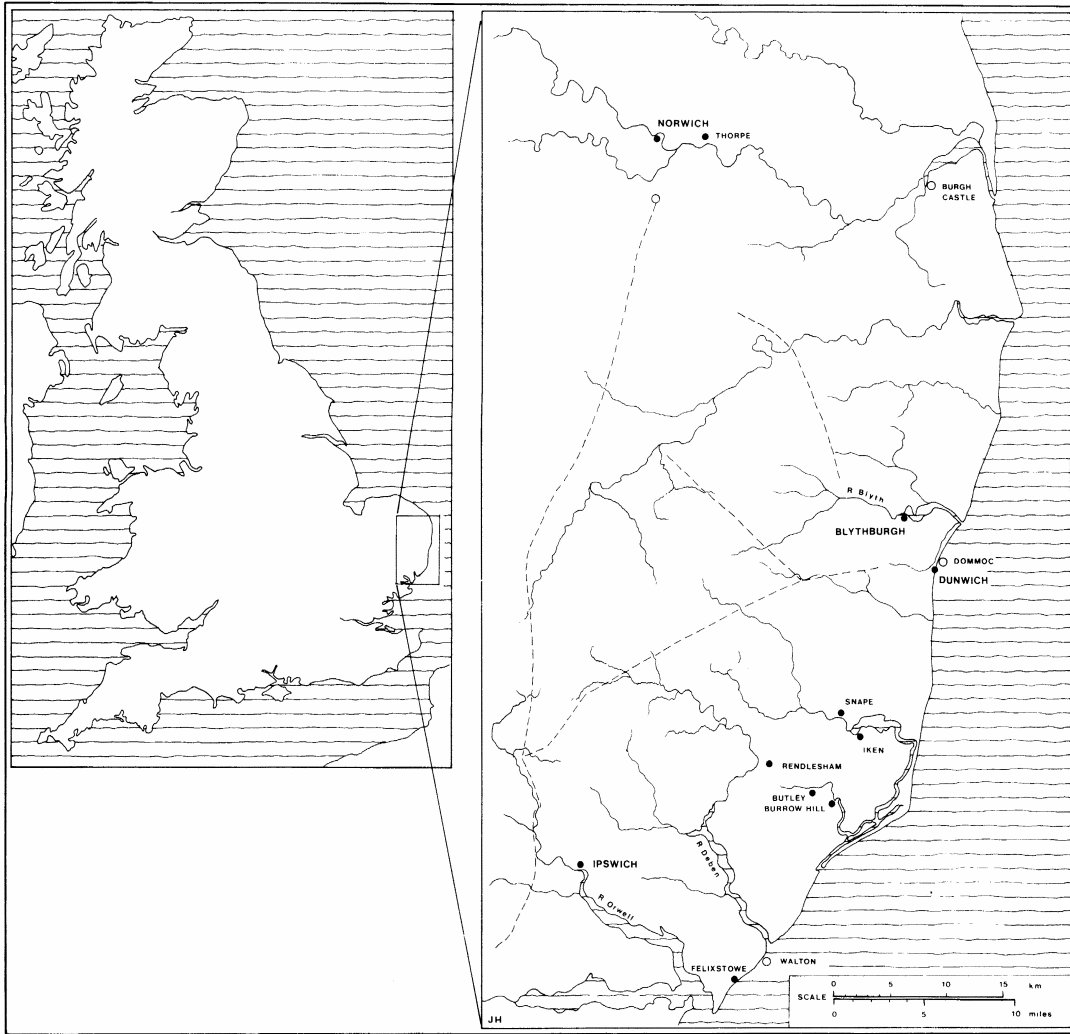 NORWICH
THORPE
BURGH
CASTLE
R Blyth
BLYTHBURGH
DOMMOC
DUNWICH
SNAPE
IKEN
RENDLESHAM
BUTLEY
BURROW HILL
R Deben
IPSWICH
R Orwell
WALTON
FELIXSTOWE
0 5 10 15 km
SCALE
0 5 10 miles
JH